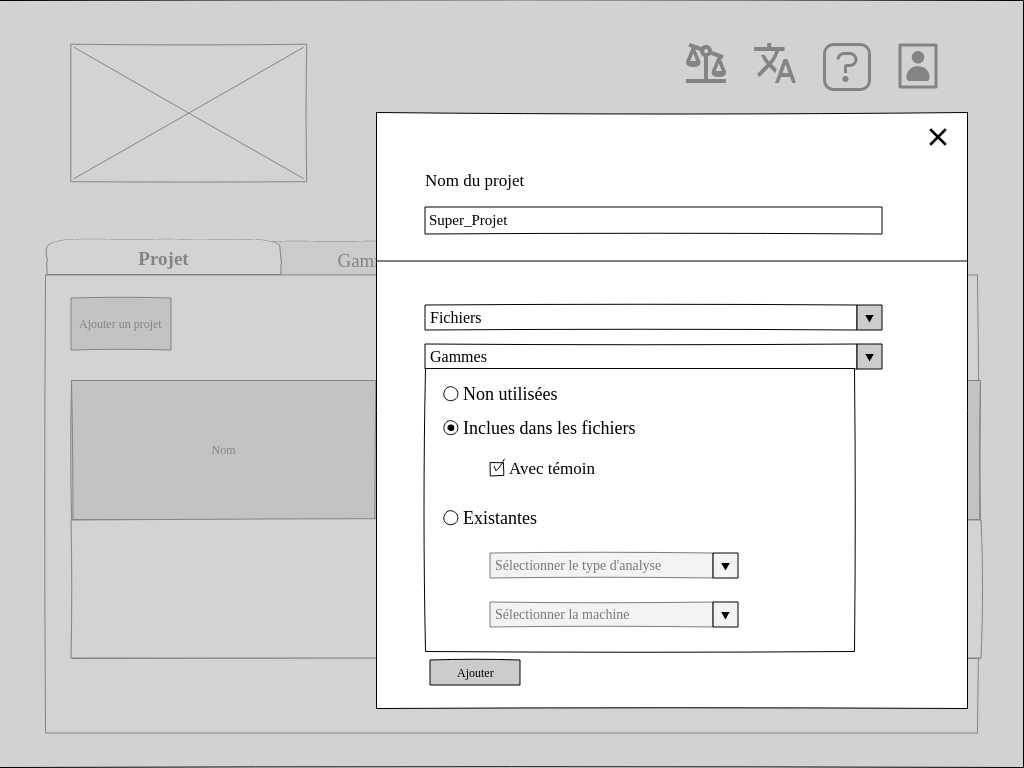 Nom du projet
Super_Projet
Projet
Gam
Ajouter un projet
Fichiers
Gammes
Non utilisées
Inclues dans les fichiers
Avec témoin
Nom
Existantes
Sélectionner le type d'analyse
Sélectionner la machine
Ajouter